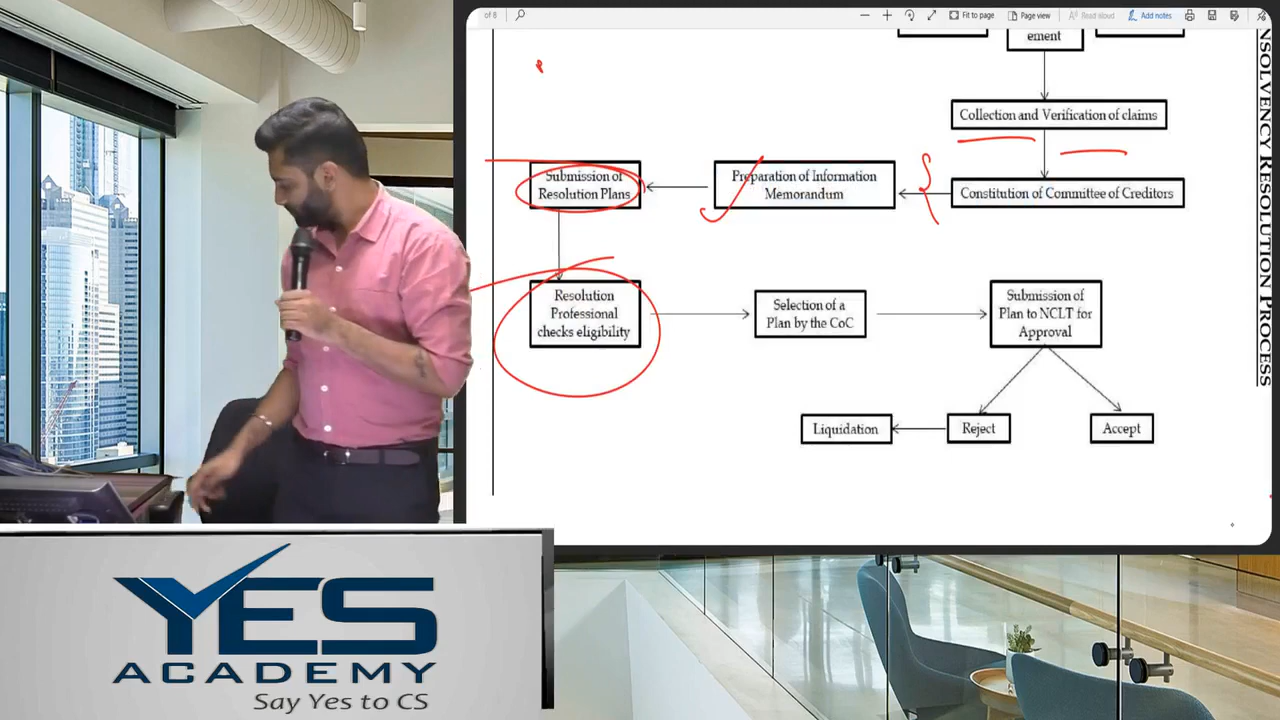 of 8
Fit to page
Page view
Read aloud
Add notes
ement
Collection and Verification of claims
Submission of
Resolution Plans
Preparation of Information
Memorandum
Constitution of Committee of Creditors
Resolution
Professional
checks eligibility
Selection of a
Plan by the CoC
Submission of
Plan to NCLT for
Approval
Liquidation
Reject
Accept
NSOLVENCY RESOLUTION PROCESS
YES
ACADEMY
Say Yes to CS